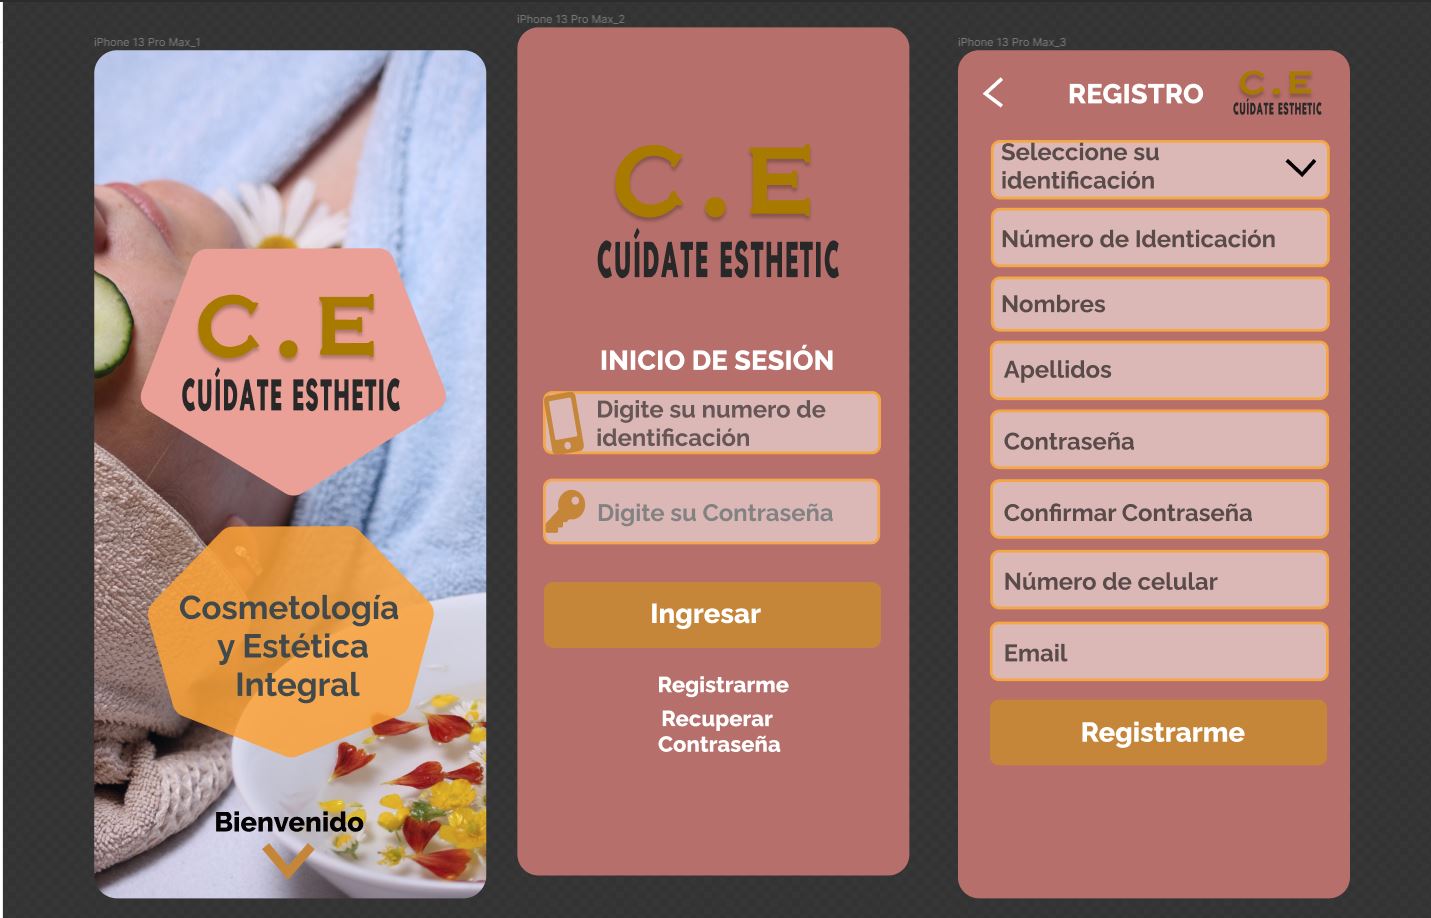 iPhone 13 Pro Max_1
C.E
CUÍDATE ESTHETIC
Cosmetología
y Estética
Integral
Bienvenido
iPhone 13 Pro Max_2
C.E
CUÍDATE ESTHETIC
INICIO DE SESIÓN
Digite su numero de
identificación
Digite su Contraseña
Ingresar
Registrarme
Recuperar
Contraseña
iPhone 13 Pro Max_3
REGISTRO
C.E
CUÍDATE ESTHETIC
Seleccione su
identificación
Número de Identicación
Nombres
Apellidos
Contraseña
Confirmar Contraseña
Número de celular
Email
Registrarme